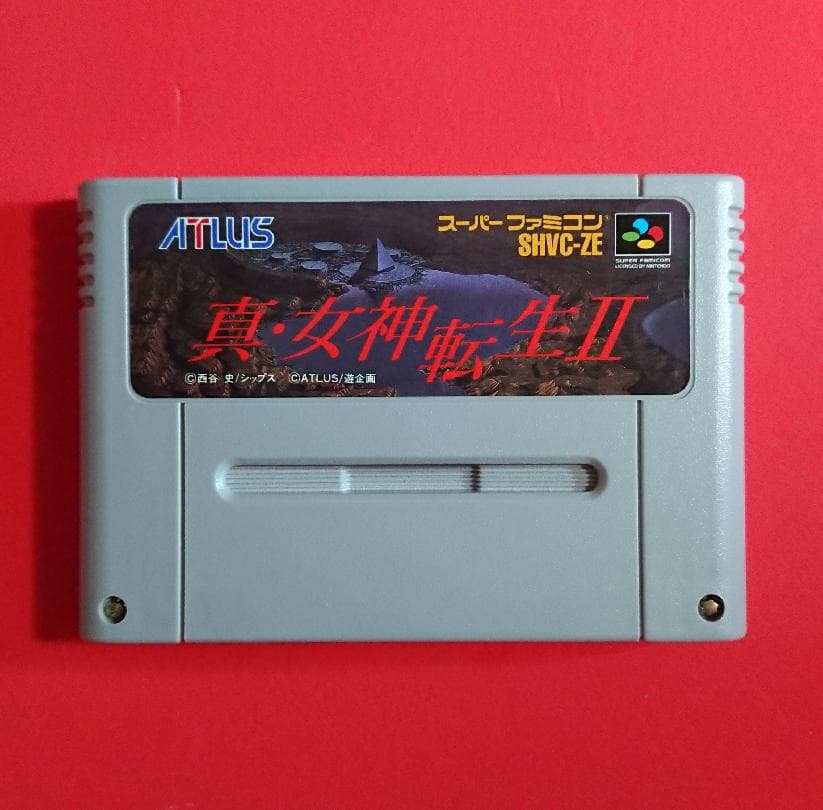 ATLUS
スーパーファミコン
SHVC-ZE
SUPER FAMICOM
LICENSED BY NINTENDO
真・女神転生II
©西谷 史/シップス ©ATLUS/遊企画